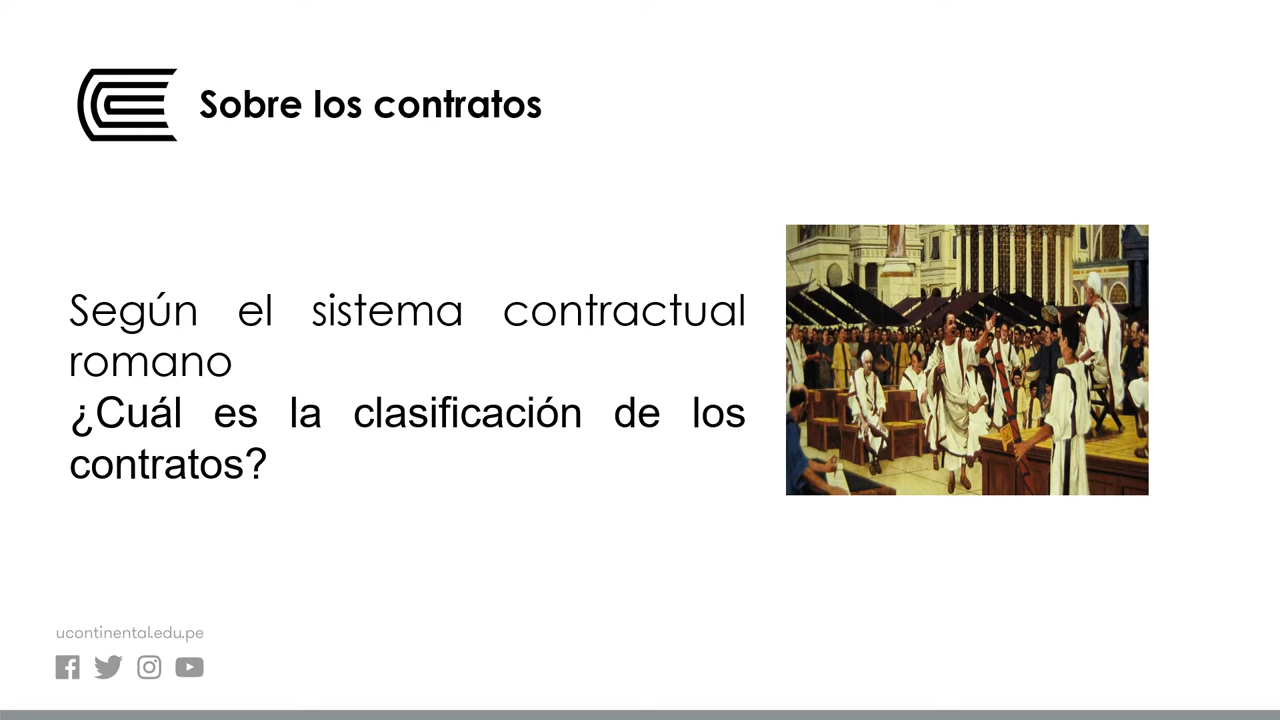 Sobre los contratos
Según el sistema contractual
romano
¿Cuál es la clasificación de los
contratos?
ucontinental.edu.pe